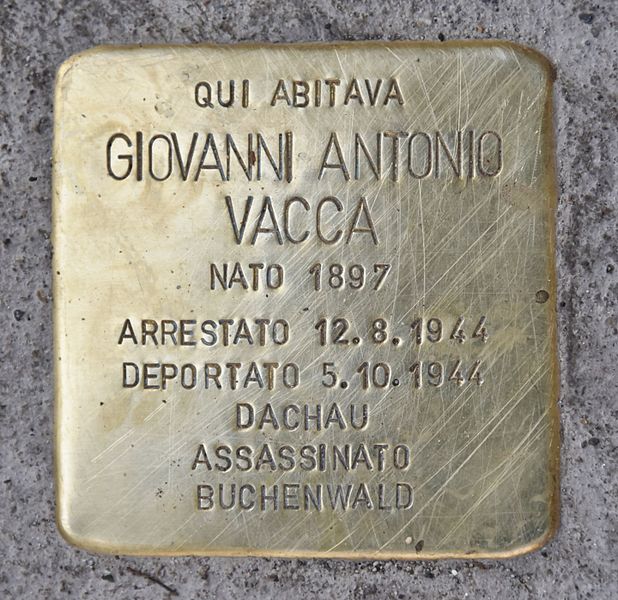 QUI ABITAVA
GIOVANNI ANTONIO
VACCA
NATO 1897
ARRESTATO 12.8.1944
DEPORTATO 5.10.1944
DACHAU
ASSASSINATO
BUCHENWALD